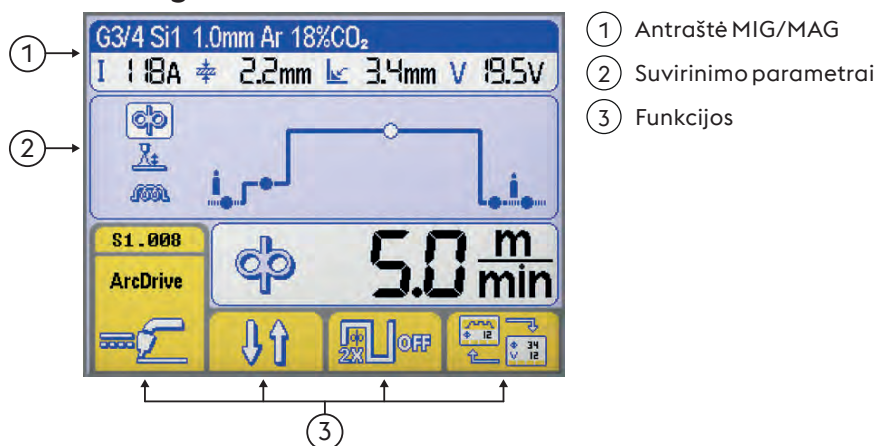 G3/4 Si1 1.0mm Ar 18%CO₂
I 118A 2.2mm 3.4mm V 19.5V
S1.008
ArcDrive
5.0 m/min
2X OFF
12
34
V 12
1 Antraštė MIG/MAG
2 Suvirinimo parametrai
3 Funkcijos
1
2
3